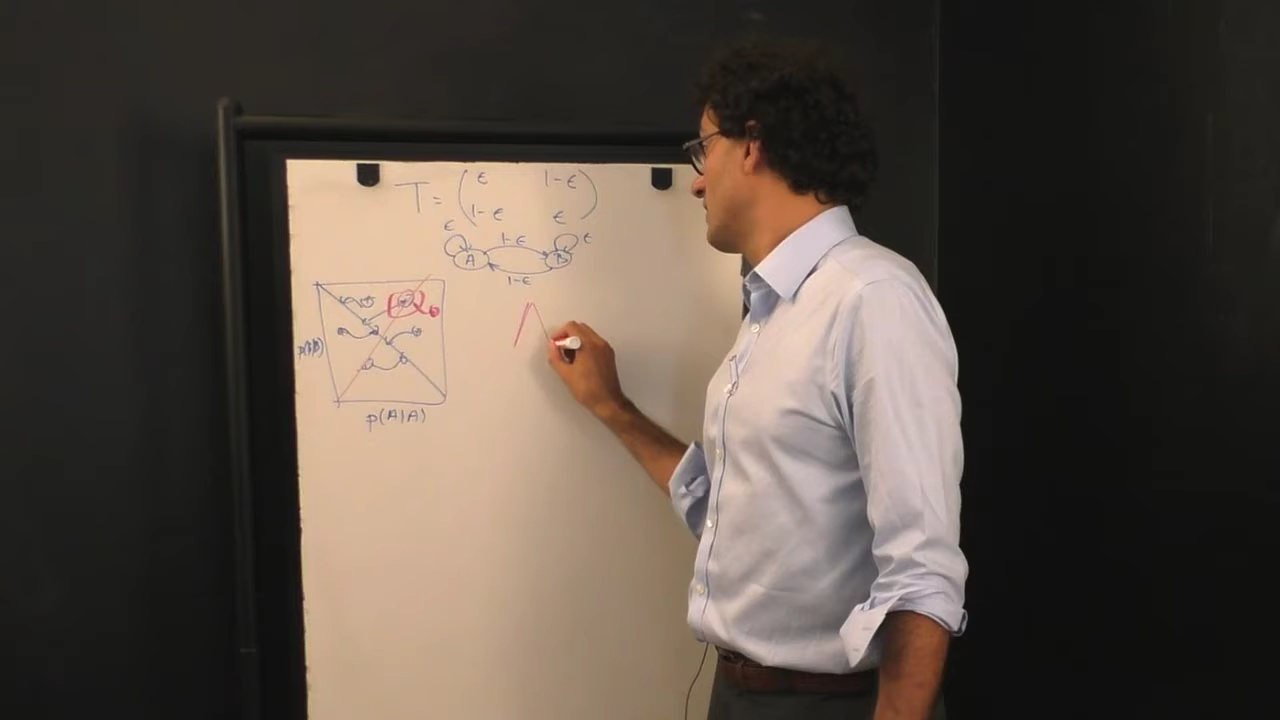 T = ( ε 1-ε
1-ε ε )
ε 1-ε ε
A B
1-ε
p(A|A)